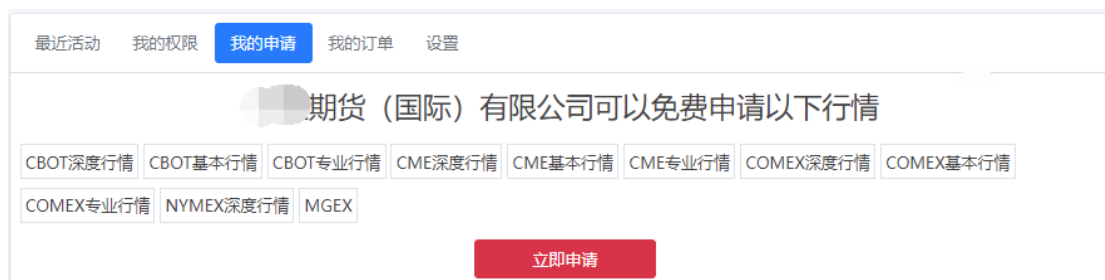 最近活动 我的权限 我的申请 我的订单 设置
期货（国际）有限公司可以免费申请以下行情
CBOT深度行情 CBOT基本行情 CBOT专业行情 CME深度行情 CME基本行情 CME专业行情 COMEX深度行情 COMEX基本行情
COMEX专业行情 NYMEX深度行情 MGEX
立即申请